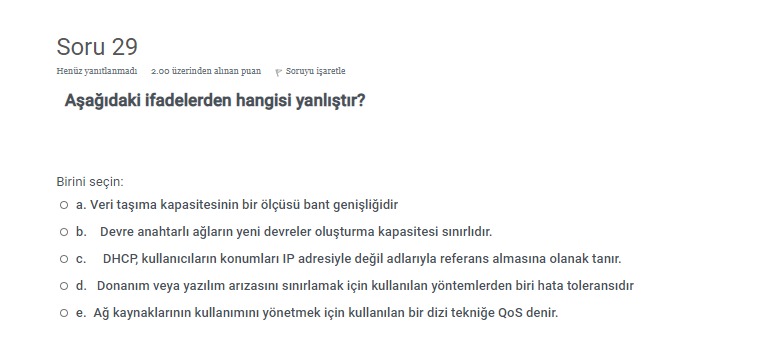 Soru 29
Henüz yanıtlanmadı 2.00 üzerinden alınan puan Soruyu işaretle
Aşağıdaki ifadelerden hangisi yanlıştır?
Birini seçin:
a. Veri taşıma kapasitesinin bir ölçüsü bant genişliğidir
b. Devre anahtarlı ağların yeni devreler oluşturma kapasitesi sınırlıdır.
c. DHCP, kullanıcıların konumları IP adresiyle değil adlarıyla referans almasına olanak tanır.
d. Donanım veya yazılım arızasını sınırlamak için kullanılan yöntemlerden biri hata toleransıdır
e. Ağ kaynaklarının kullanımını yönetmek için kullanılan bir dizi tekniğe QoS denir.